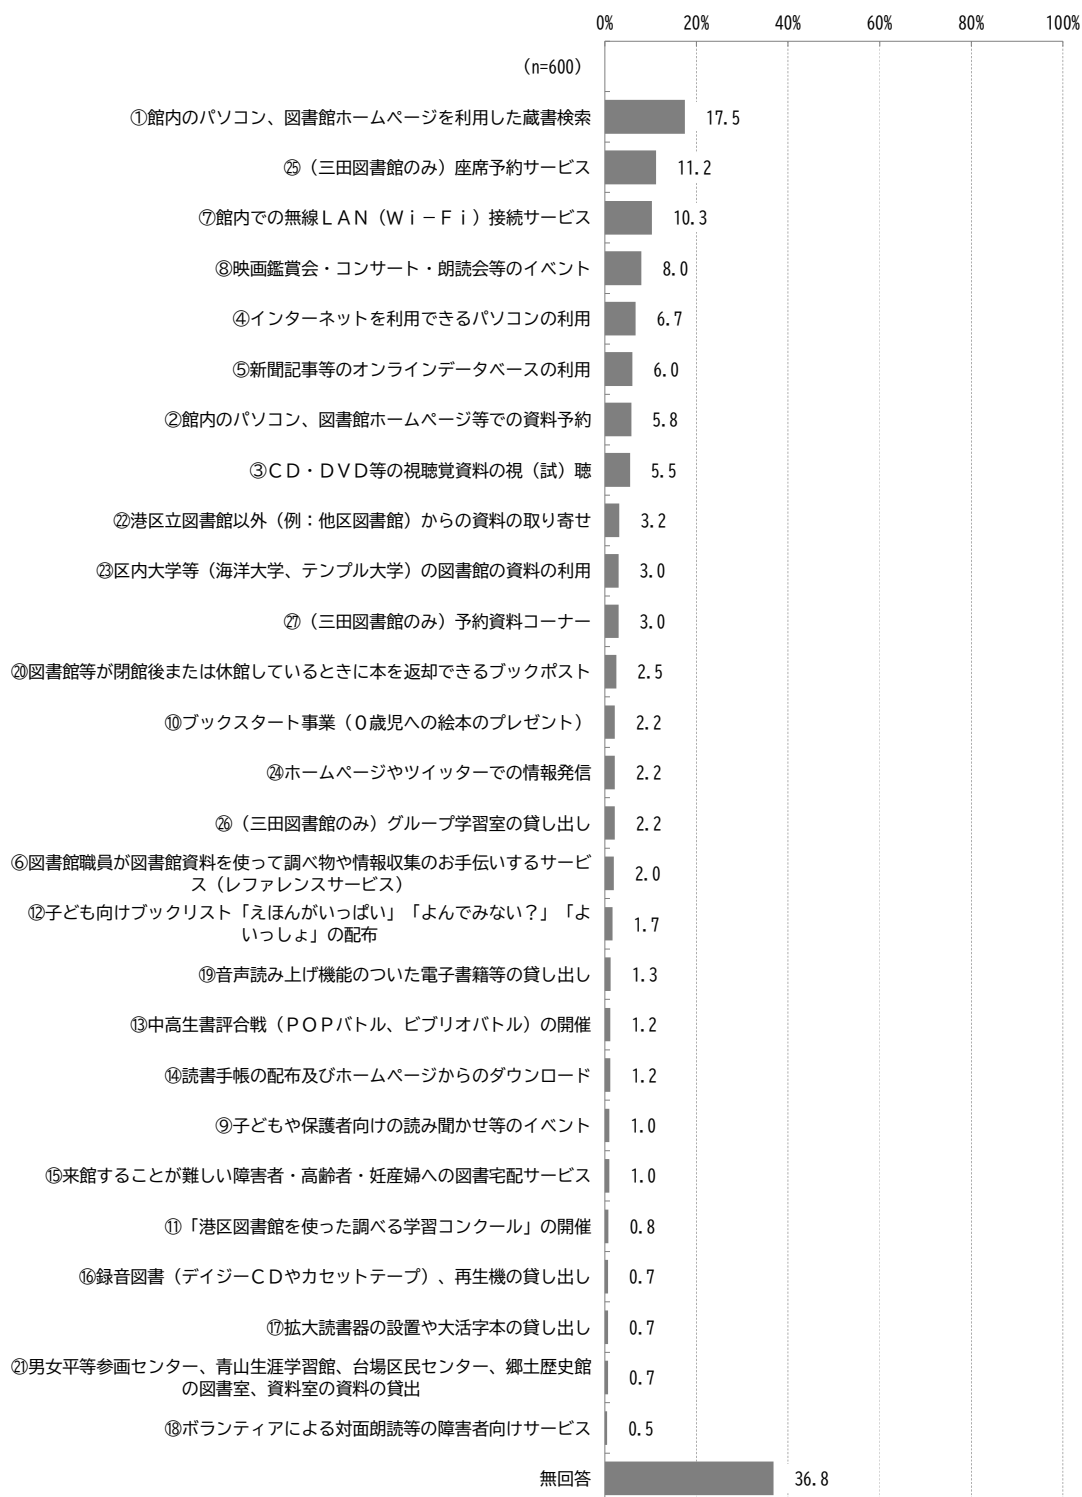 0% 20% 40% 60% 80% 100%
（n=600）
①館内のパソコン、図書館ホームページを利用した蔵書検索 17.5
㉕（三田図書館のみ）座席予約サービス 11.2
⑦館内での無線ＬＡＮ（Ｗｉ－Ｆｉ）接続サービス 10.3
⑧映画鑑賞会・コンサート・朗読会等のイベント 8.0
④インターネットを利用できるパソコンの利用 6.7
⑤新聞記事等のオンラインデータベースの利用 6.0
②館内のパソコン、図書館ホームページ等での資料予約 5.8
③ＣＤ・ＤＶＤ等の視聴覚資料の視（試）聴 5.5
㉒港区立図書館以外（例：他区図書館）からの資料の取り寄せ 3.2
㉓区内大学等（海洋大学、テンプル大学）の図書館の資料の利用 3.0
㉗（三田図書館のみ）予約資料コーナー 3.0
⑳図書館等が閉館後または休館しているときに本を返却できるブックポスト 2.5
⑩ブックスタート事業（０歳児への絵本のプレゼント） 2.2
㉔ホームページやツイッターでの情報発信 2.2
㉖（三田図書館のみ）グループ学習室の貸し出し 2.2
⑥図書館職員が図書館資料を使って調べ物や情報収集のお手伝いするサービ
ス（レファレンスサービス） 2.0
⑫子ども向けブックリスト「えほんがいっぱい」「よんでみない？」「よ
いっしょ」の配布 1.7
⑲音声読み上げ機能のついた電子書籍等の貸し出し 1.3
⑬中高生書評合戦（ＰＯＰバトル、ビブリオバトル）の開催 1.2
⑭読書手帳の配布及びホームページからのダウンロード 1.2
⑨子どもや保護者向けの読み聞かせ等のイベント 1.0
⑮来館することが難しい障害者・高齢者・妊産婦への図書宅配サービス 1.0
⑪「港区図書館を使った調べる学習コンクール」の開催 0.8
⑯録音図書（デイジーＣＤやカセットテープ）、再生機の貸し出し 0.7
⑰拡大読書器の設置や大活字本の貸し出し 0.7
㉑男女平等参画センター、青山生涯学習館、台場区民センター、郷土歴史館
の図書室、資料室の資料の貸出 0.7
⑱ボランティアによる対面朗読等の障害者向けサービス 0.5
無回答 36.8